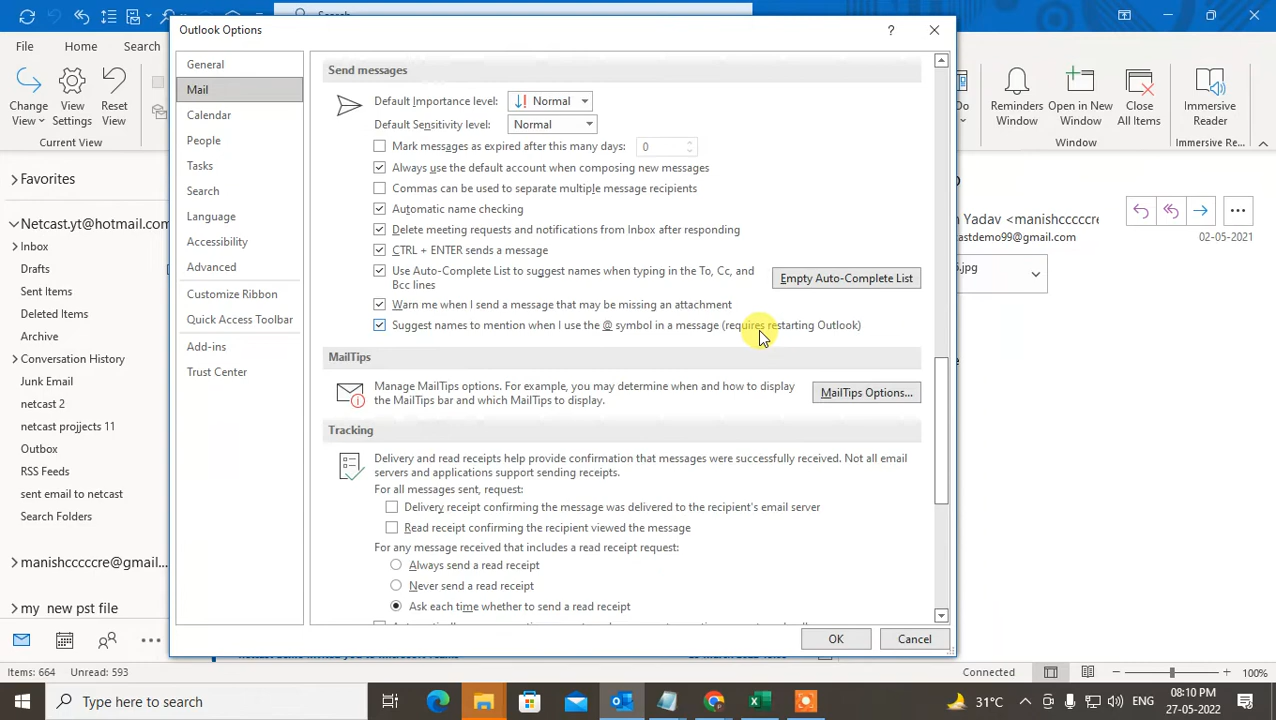 Search
Outlook Options
?
File
Home
Search
Change
View
View
Settings
Reset
View
Current View
General
Mail
Calendar
People
Tasks
Search
Language
Accessibility
Advanced
Customize Ribbon
Quick Access Toolbar
Add-ins
Trust Center
Send messages
Default Importance level: Normal
Default Sensitivity level: Normal
Mark messages as expired after this many days: 0
Always use the default account when composing new messages
Commas can be used to separate multiple message recipients
Automatic name checking
Delete meeting requests and notifications from Inbox after responding
CTRL + ENTER sends a message
Use Auto-Complete List to suggest names when typing in the To, Cc, and
Bcc lines
Empty Auto-Complete List
Warn me when I send a message that may be missing an attachment
Suggest names to mention when I use the @ symbol in a message (requires restarting Outlook)
MailTips
Manage MailTips options. For example, you may determine when and how to display
the MailTips bar and which MailTips to display.
MailTips Options...
Tracking
Delivery and read receipts help provide confidation that messages were successfully received. Not all email
servers and applications support sending receipts.
For all messages sent, request:
Delivery receipt confirming the message was delivered to the recipient's email server
Read receipt confirming the recipient viewed the message
For any message received that includes a read receipt request:
Always send a read receipt
Never send a read receipt
Ask each time whether to send a read receipt
OK
Cancel
Favorites
Netcast.yt@hotmail.com
Inbox
Drafts
Sent Items
Deleted Items
Archive
Conversation History
Junk Email
netcast 2
netcast projjects 11
Outbox
RSS Feeds
sent email to netcast
Search Folders
manishcccccre@gmail...
my new pst file
Do
Reminders
Window
Open in New
Window
Close
All Items
Window
Immersive
Reader
Immersive Re...
Yadav <manishcccccre
astdemo99@gmail.com
02-05-2021
.jpg
Items: 664
Unread: 593
Connected
100%
Type here to search
31°C
ENG
08:10 PM
27-05-2022